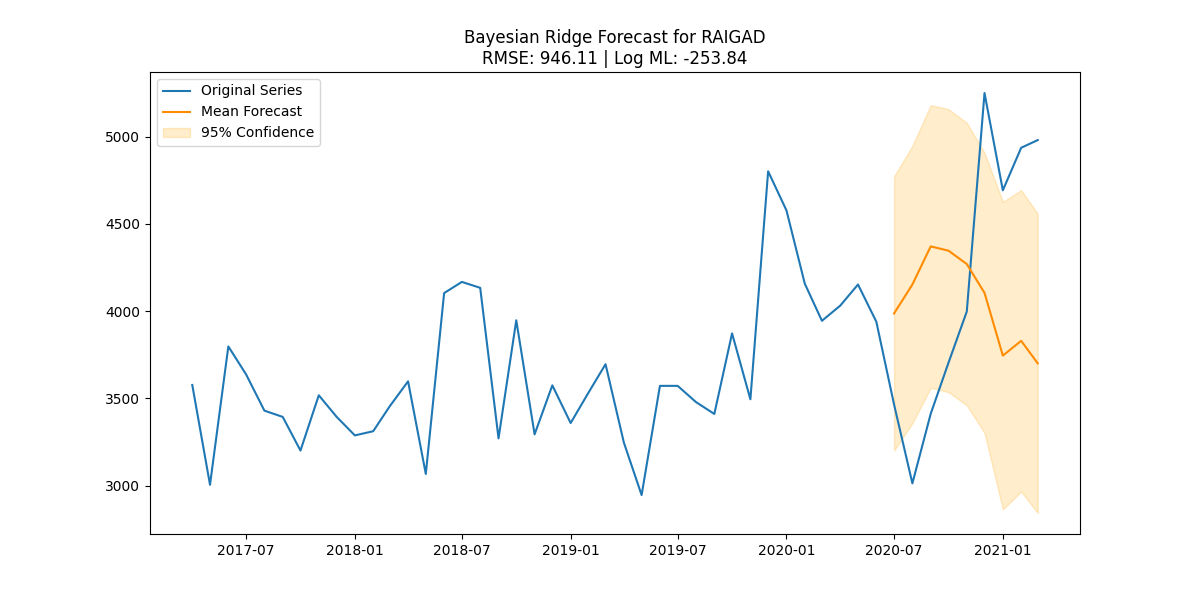 Bayesian Ridge Forecast for RAIGAD
RMSE: 946.11 | Log ML: -253.84
Original Series
Mean Forecast
95% Confidence
5000
4500
4000
3500
3000
2017-07
2018-01
2018-07
2019-01
2019-07
2020-01
2020-07
2021-01